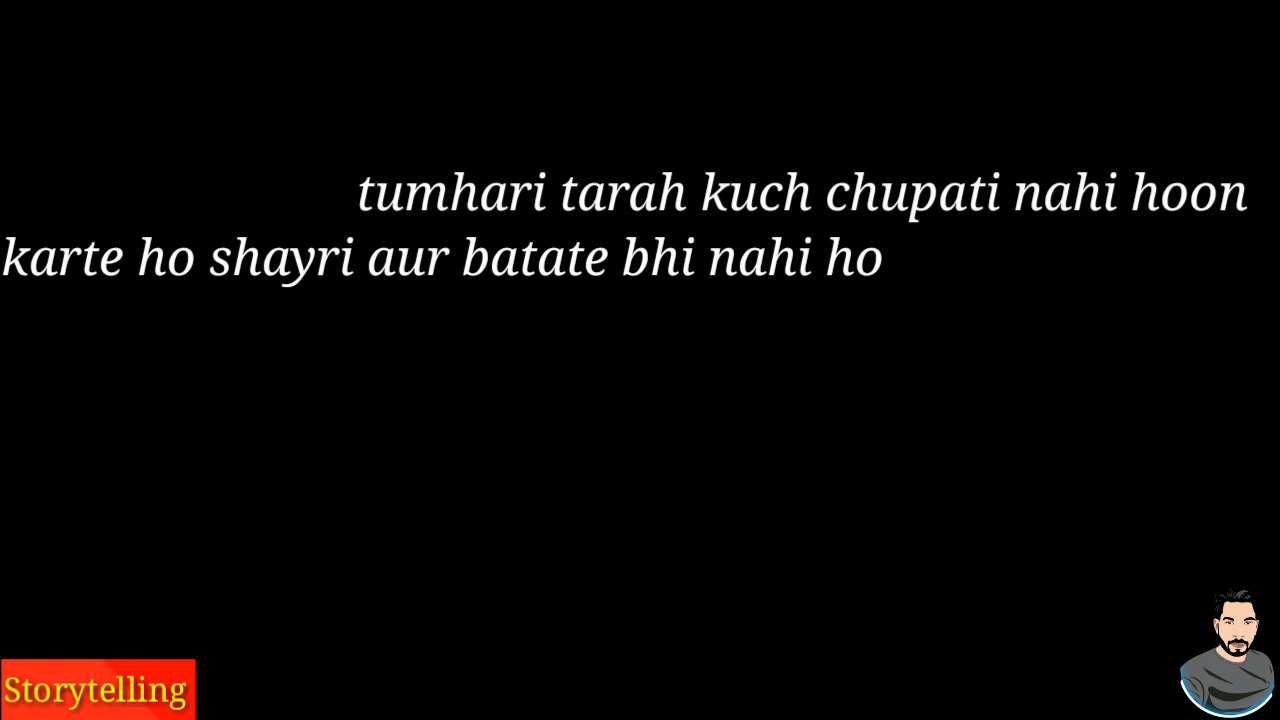 tumhari tarah kuch chupati nahi hoon
karte ho shayri aur batate bhi nahi ho
Storytelling